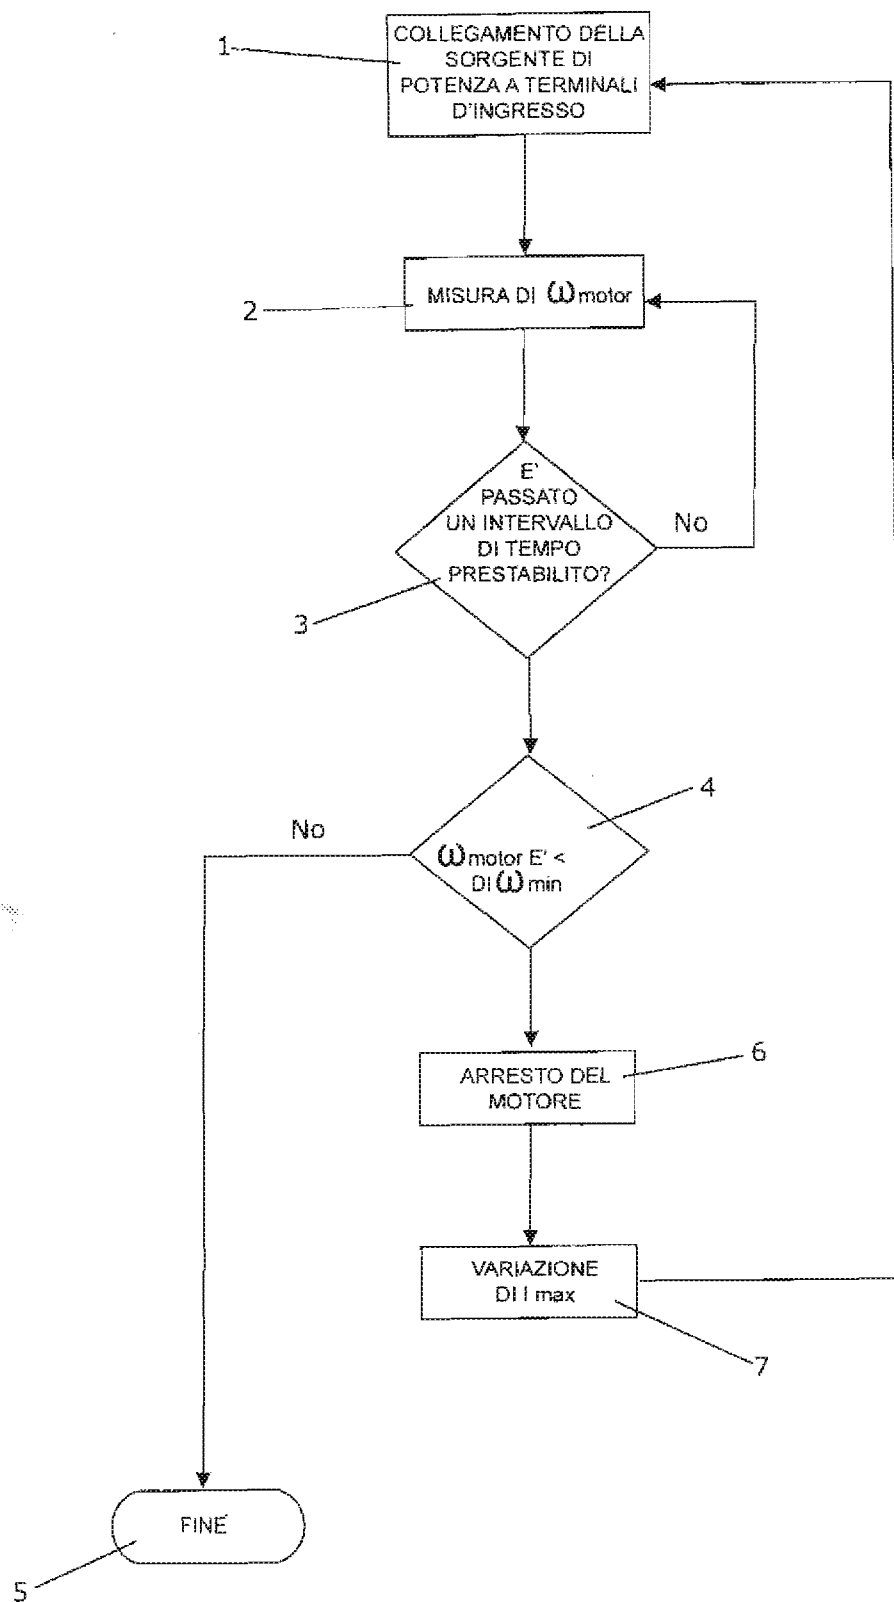 1
COLLEGAMENTO DELLA
SORGENTE DI
POTENZA A TERMINALI
D'INGRESSO
2
MISURA DI ωmotor
E'
PASSATO
UN INTERVALLO
DI TEMPO
PRESTABILITO?
No
3
4
No
ωmotor E' <
DI ωmin
6
ARRESTO DEL
MOTORE
VARIAZIONE
DI I max
7
FINE
5